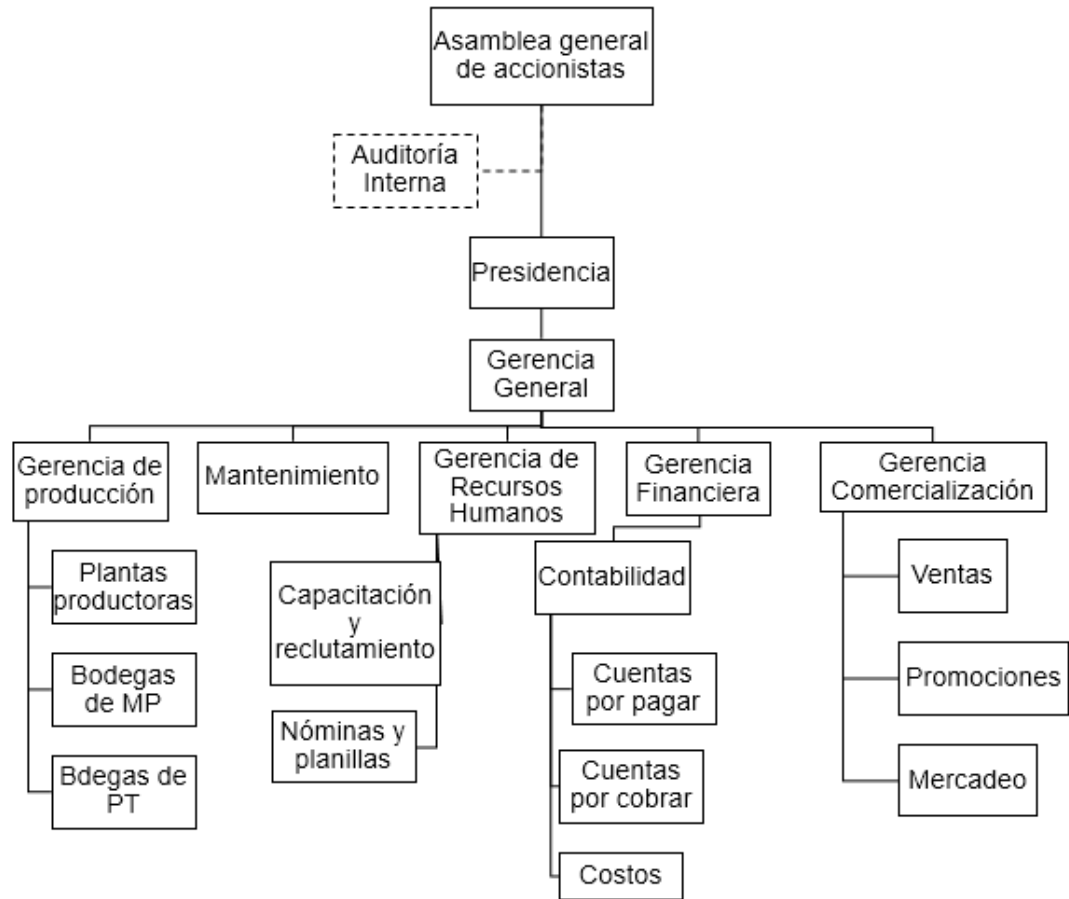 Asamblea general
de accionistas
Auditoría
Interna
Presidencia
Gerencia
General
Gerencia de
producción
Mantenimiento
Gerencia de
Recursos
Humanos
Gerencia
Financiera
Gerencia
Comercialización
Plantas
productoras
Bodegas
de MP
Bdegas de
PT
Capacitación
y
reclutamiento
Nóminas y
planillas
Contabilidad
Cuentas
por pagar
Cuentas
por cobrar
Costos
Ventas
Promociones
Mercadeo